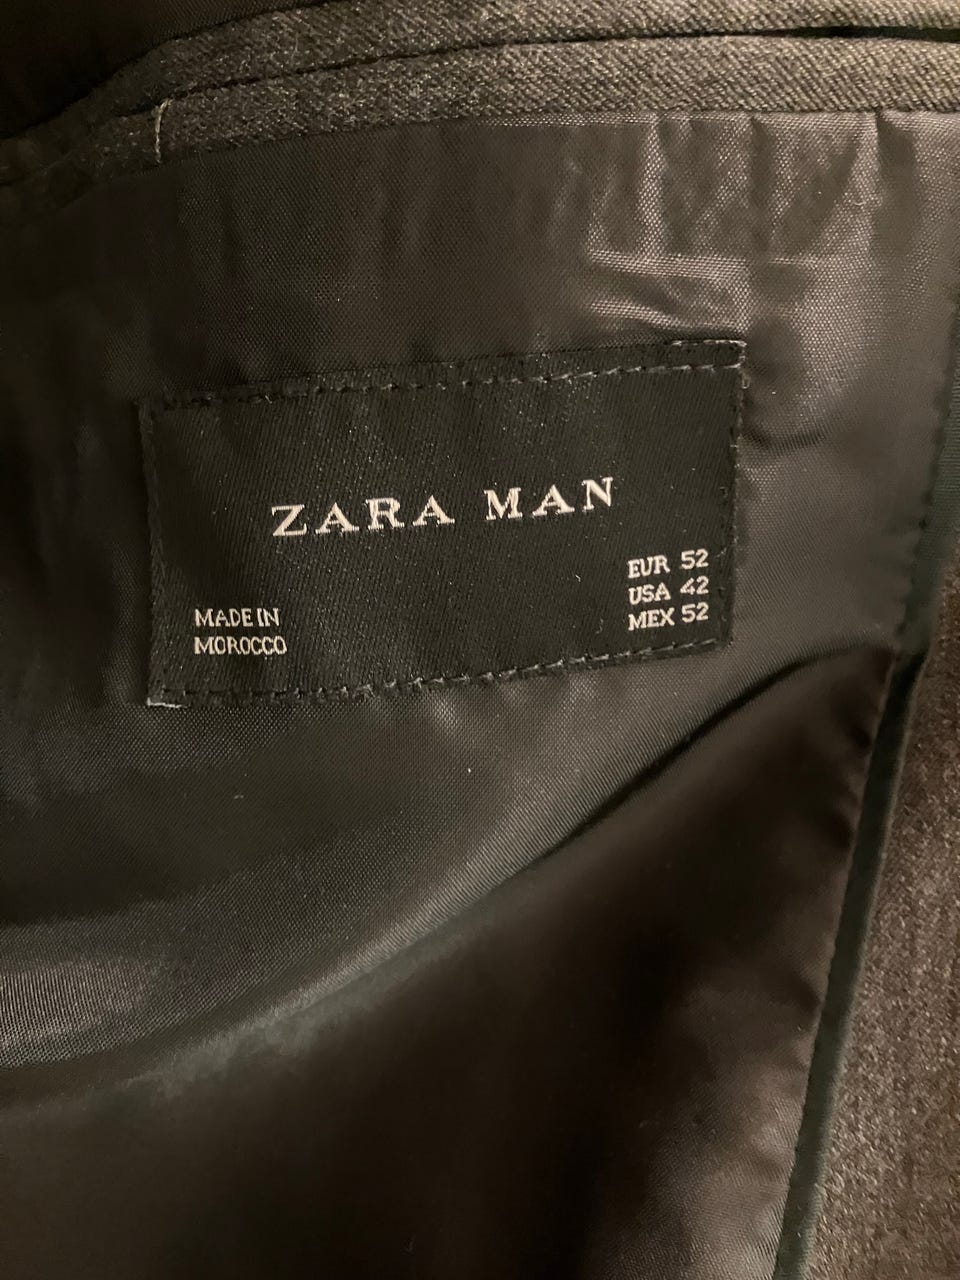 ZARA MAN
EUR 52
USA 42
MEX 52
MADE IN
MOROCCO